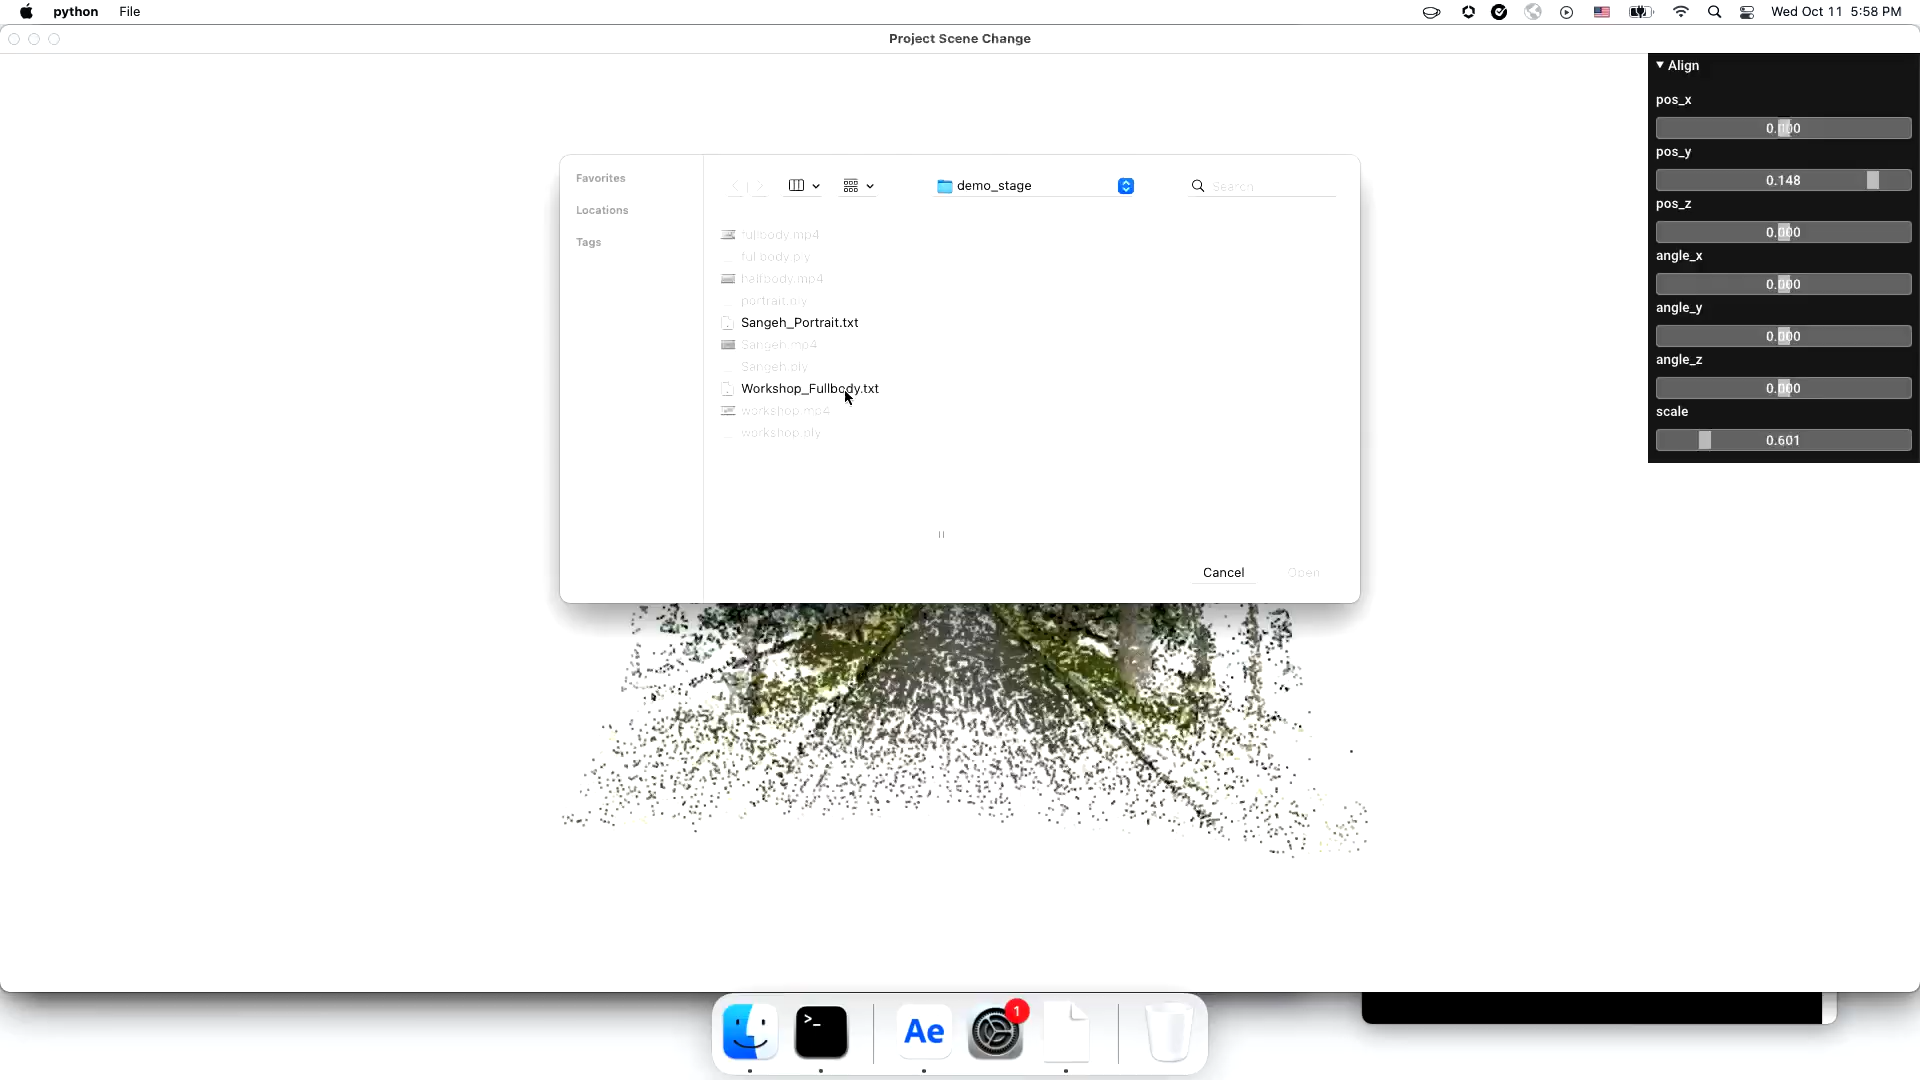 python File Wed Oct 11 5:58 PM
Project Scene Change
Align
pos_x
0.000
pos_y
0.148
pos_z
0.000
angle_x
0.000
angle_y
0.000
angle_z
0.000
scale
0.601
Favorites
Locations
Tags
demo_stage
Search
fullbody.mp4
fullbody.ply
halfbody.mp4
portrait.ply
Sangeh_Portrait.txt
Sangeh.mp4
Sangeh.ply
Workshop_Fullbody.txt
workshop.mp4
workshop.ply
Cancel Open
>_
Ae
1